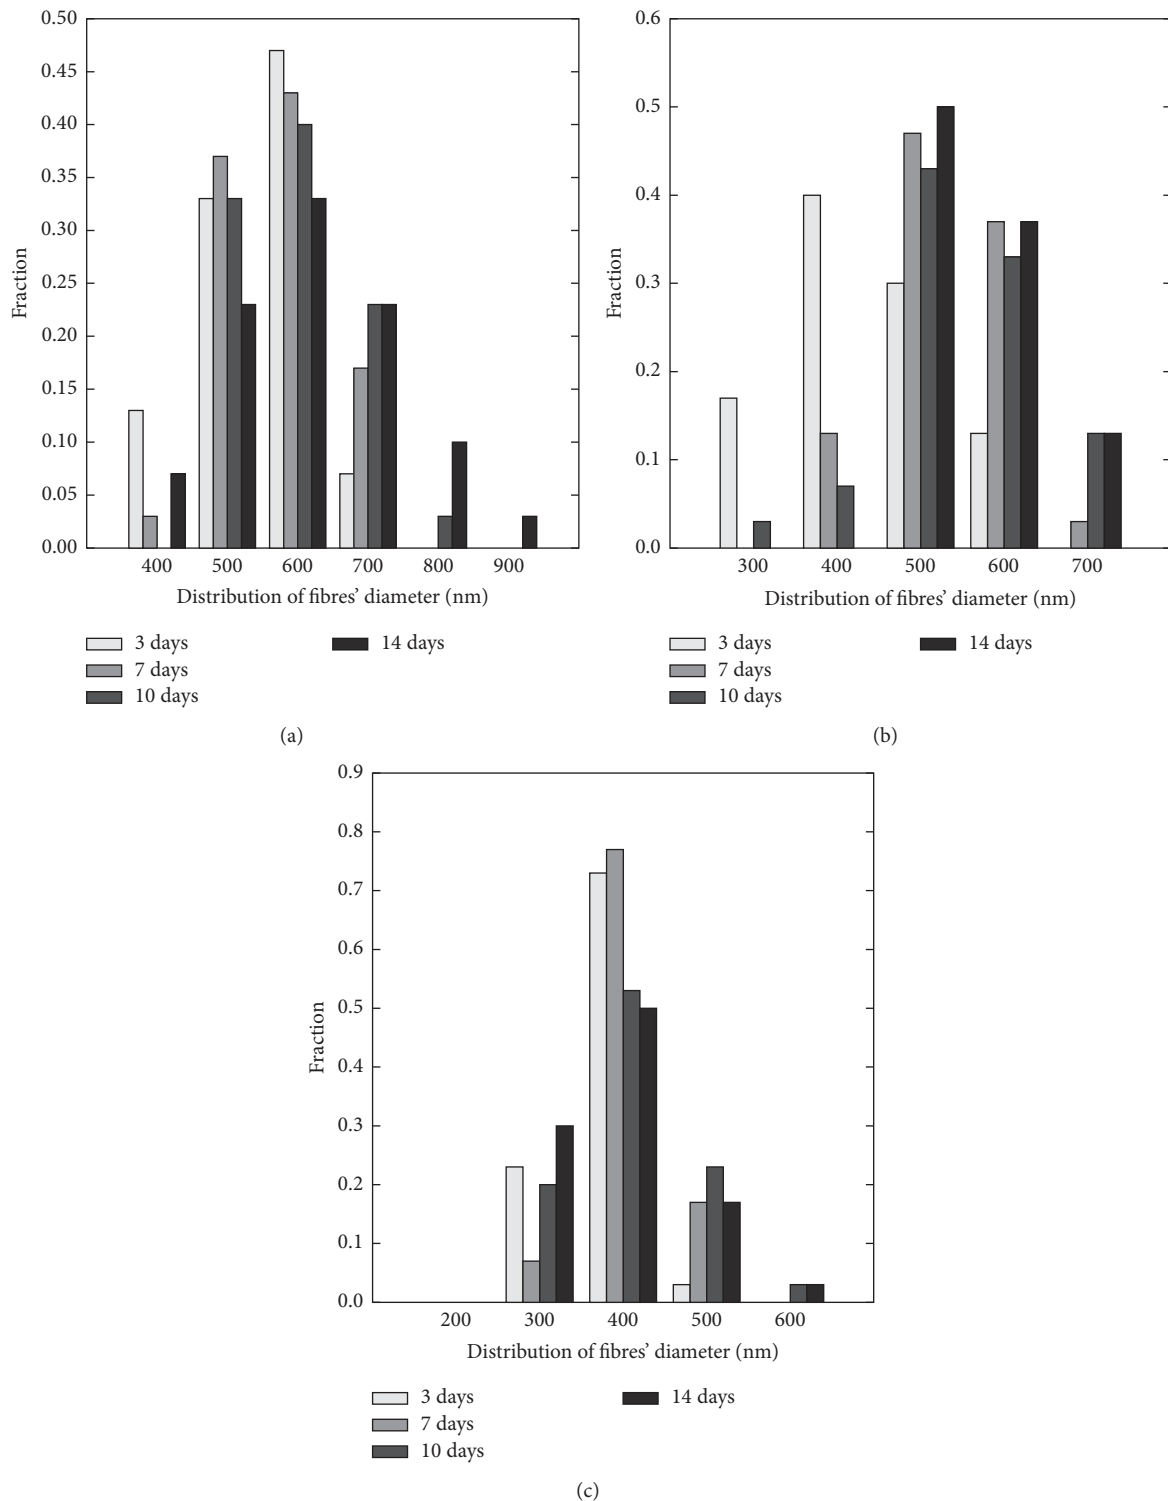 0.50
0.45
0.40
0.35
0.30
0.25
0.20
0.15
0.10
0.05
0.00
Fraction
400 500 600 700 800 900
Distribution of fibres’ diameter (nm)
3 days
7 days
10 days
14 days
(a)
0.6
0.5
0.4
0.3
0.2
0.1
0.0
Fraction
300 400 500 600 700
Distribution of fibres’ diameter (nm)
3 days
7 days
10 days
14 days
(b)
0.9
0.8
0.7
0.6
0.5
0.4
0.3
0.2
0.1
0.0
Fraction
200 300 400 500 600
Distribution of fibres’ diameter (nm)
3 days
7 days
10 days
14 days
(c)